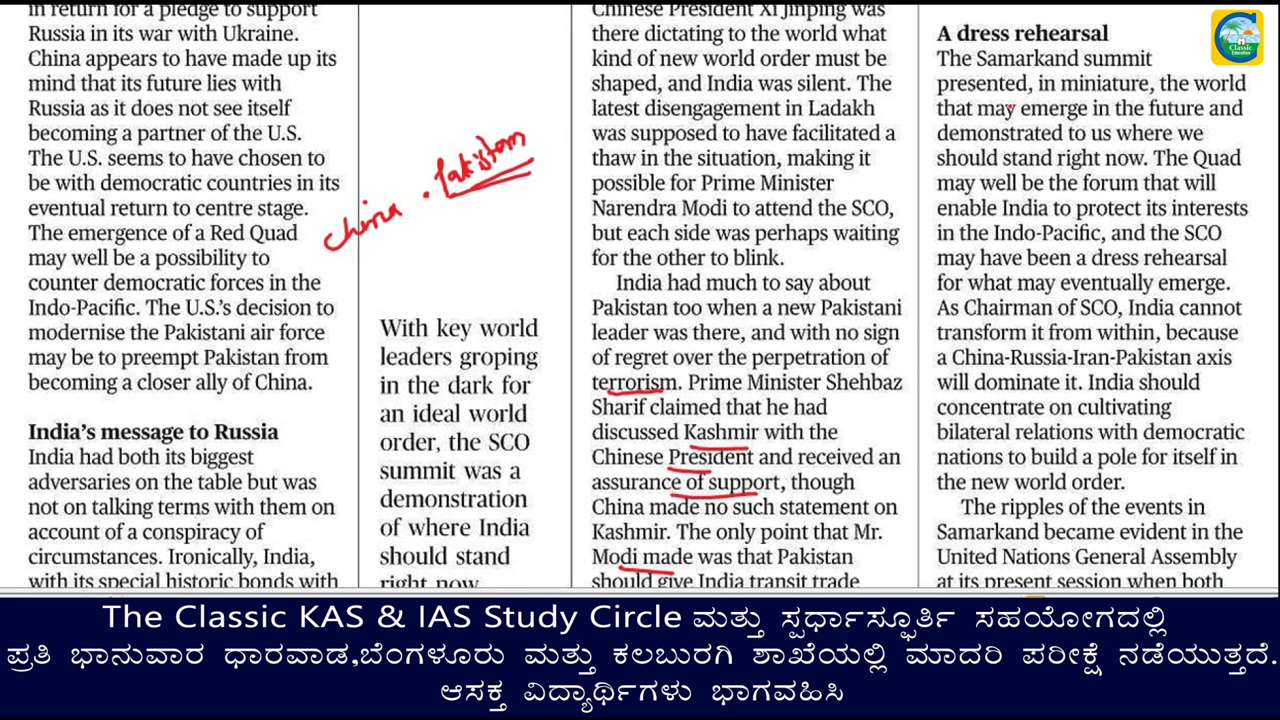 in return for a pledge to support
Russia in its war with Ukraine.
China appears to have made up its
mind that its future lies with
Russia as it does not see itself
becoming a partner of the U.S.
The U.S. seems to have chosen to
be with democratic countries in its
eventual return to centre stage.
The emergence of a Red Quad
may well be a possibility to
counter democratic forces in the
Indo-Pacific. The U.S.'s decision to
modernise the Pakistani air force
may be to preempt Pakistan from
becoming a closer ally of China.
India's message to Russia
India had both its biggest
adversaries on the table but was
not on talking terms with them on
account of a conspiracy of
circumstances. Ironically, India,
with its special historic bonds with
China . Pakistan
With key world
leaders groping
in the dark for
an ideal world
order, the SCO
summit was a
demonstration
of where India
should stand
right now
Chinese President Xi Jinping was
there dictating to the world what
kind of new world order must be
shaped, and India was silent. The
latest disengagement in Ladakh
was supposed to have facilitated a
thaw in the situation, making it
possible for Prime Minister
Narendra Modi to attend the SCO,
but each side was perhaps waiting
for the other to blink.
India had much to say about
Pakistan too when a new Pakistani
leader was there, and with no sign
of regret over the perpetration of
terrorism. Prime Minister Shehbaz
Sharif claimed that he had
discussed Kashmir with the
Chinese President and received an
assurance of support, though
China made no such statement on
Kashmir. The only point that Mr.
Modi made was that Pakistan
should give India transit trade
A dress rehearsal
The Samarkand summit
presented, in miniature, the world
that may emerge in the future and
demonstrated to us where we
should stand right now. The Quad
may well be the forum that will
enable India to protect its interests
in the Indo-Pacific, and the SCO
may have been a dress rehearsal
for what may eventually emerge.
As Chairman of SCO, India cannot
transform it from within, because
a China-Russia-Iran-Pakistan axis
will dominate it. India should
concentrate on cultivating
bilateral relations with democratic
nations to build a pole for itself in
the new world order.
The ripples of the events in
Samarkand became evident in the
United Nations General Assembly
at its present session when both
Classic
Education
The Classic KAS & IAS Study Circle ಮತ್ತು ಸ್ಪರ್ಧಾಸ್ಫೂರ್ತಿ ಸಹಯೋಗದಲ್ಲಿ
ಪ್ರತಿ ಭಾನುವಾರ ಧಾರವಾಡ,ಬೆಂಗಳೂರು ಮತ್ತು ಕಲಬುರಗಿ ಶಾಖೆಯಲ್ಲಿ ಮಾದರಿ ಪರೀಕ್ಷೆ ನಡೆಯುತ್ತದೆ.
ಆಸಕ್ತ ವಿದ್ಯಾರ್ಥಿಗಳು ಭಾಗವಹಿಸಿ